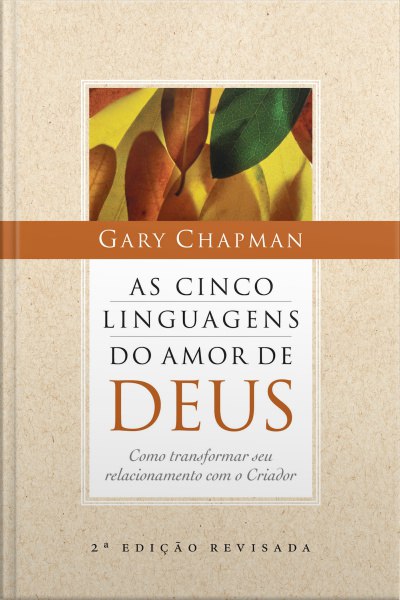 GARY CHAPMAN
AS CINCO
LINGUAGENS
DO AMOR DE
DEUS
Como transformar seu
relacionamento com o Criador
2ª EDIÇÃO REVISADA